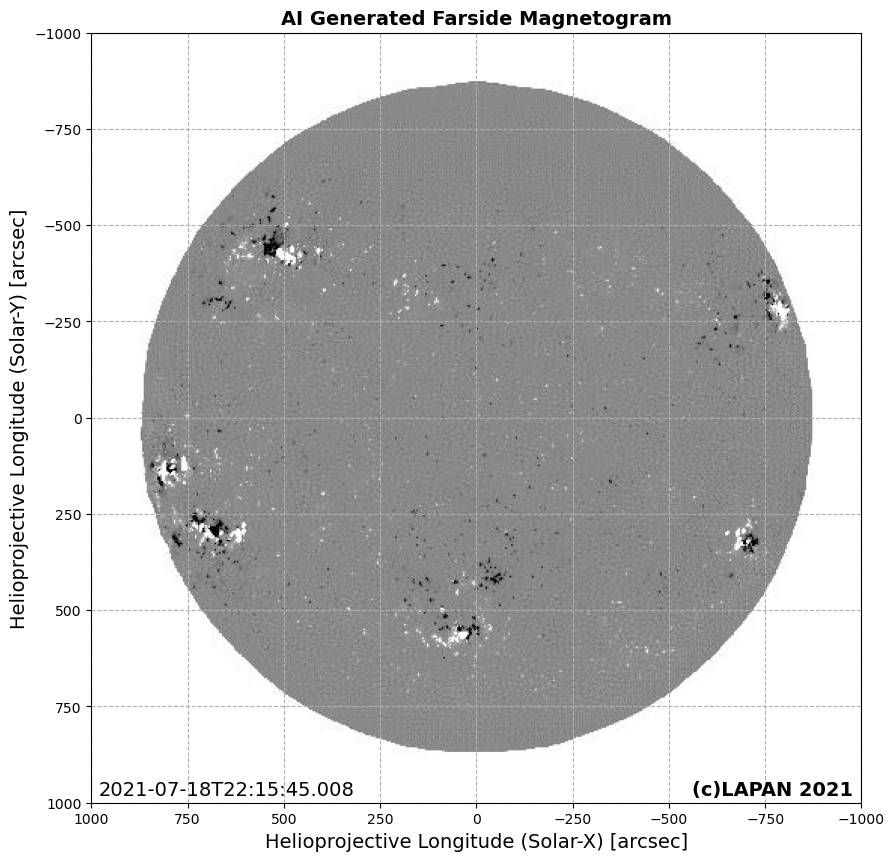 AI Generated Farside Magnetogram
Helioprojective Longitude (Solar-Y) [arcsec]
−1000
−750
−500
−250
0
250
500
750
1000
2021-07-18T22:15:45.008
(c)LAPAN 2021
1000 750 500 250 0 −250 −500 −750 −1000
Helioprojective Longitude (Solar-X) [arcsec]